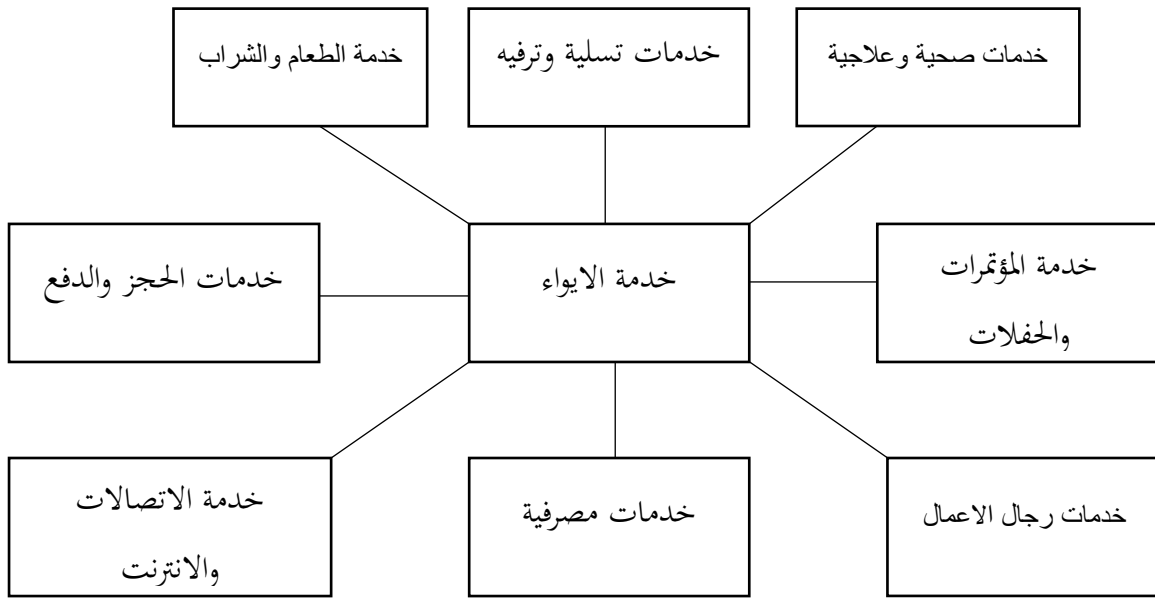 خدمات صحية وعلاجية
خدمات تسلية وترفيه
خدمة الطعام والشراب
خدمة المؤتمرات
والحفلات
خدمة الايواء
خدمات الحجز والدفع
خدمات رجال الاعمال
خدمات مصرفية
خدمة الاتصالات
والانترنت